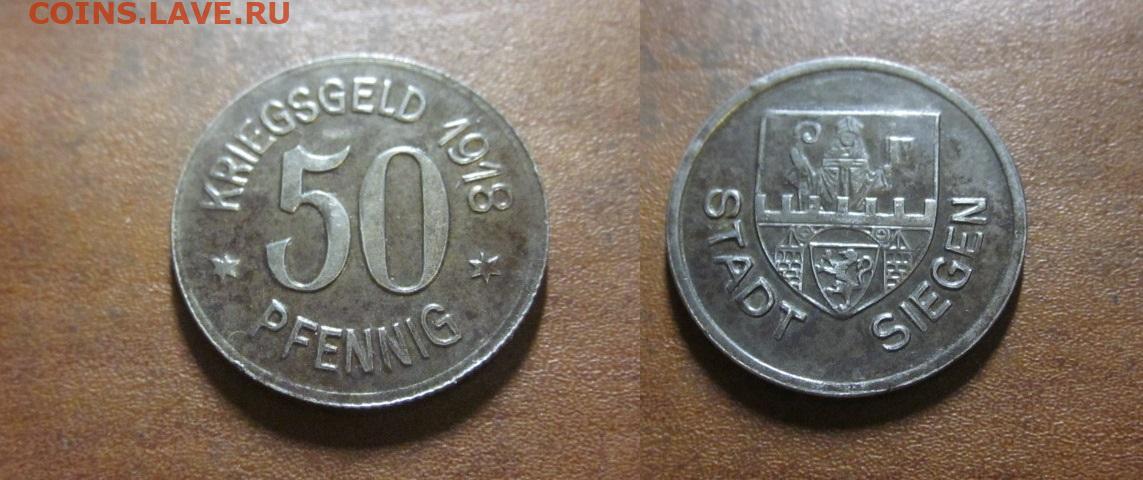 COINS.LAVE.RU
KRIEGSGELD 1918
50
PFENNIG
STADT SIEGEN